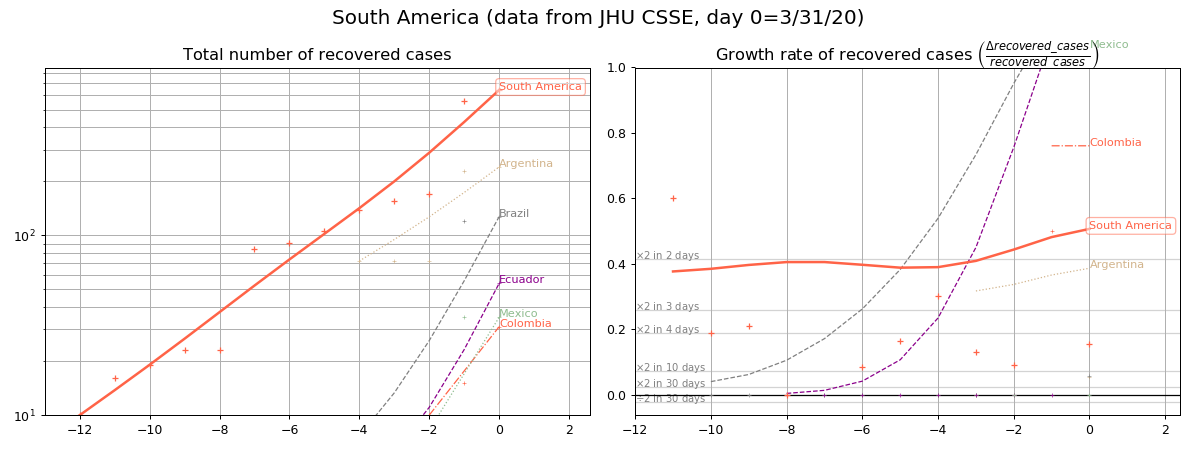 South America (data from JHU CSSE, day 0=3/31/20)
Total number of recovered cases
South America
Argentina
Brazil
Ecuador
Mexico
Colombia
10²
10¹
−12 −10 −8 −6 −4 −2 0 2
Growth rate of recovered cases (Δrecovered_cases/recovered_cases)
Mexico
Colombia
South America
Argentina
1.0
0.8
0.6
0.4
0.2
0.0
×2 in 2 days
×2 in 3 days
×2 in 4 days
×2 in 10 days
×2 in 30 days
÷2 in 30 days
−12 −10 −8 −6 −4 −2 0 2